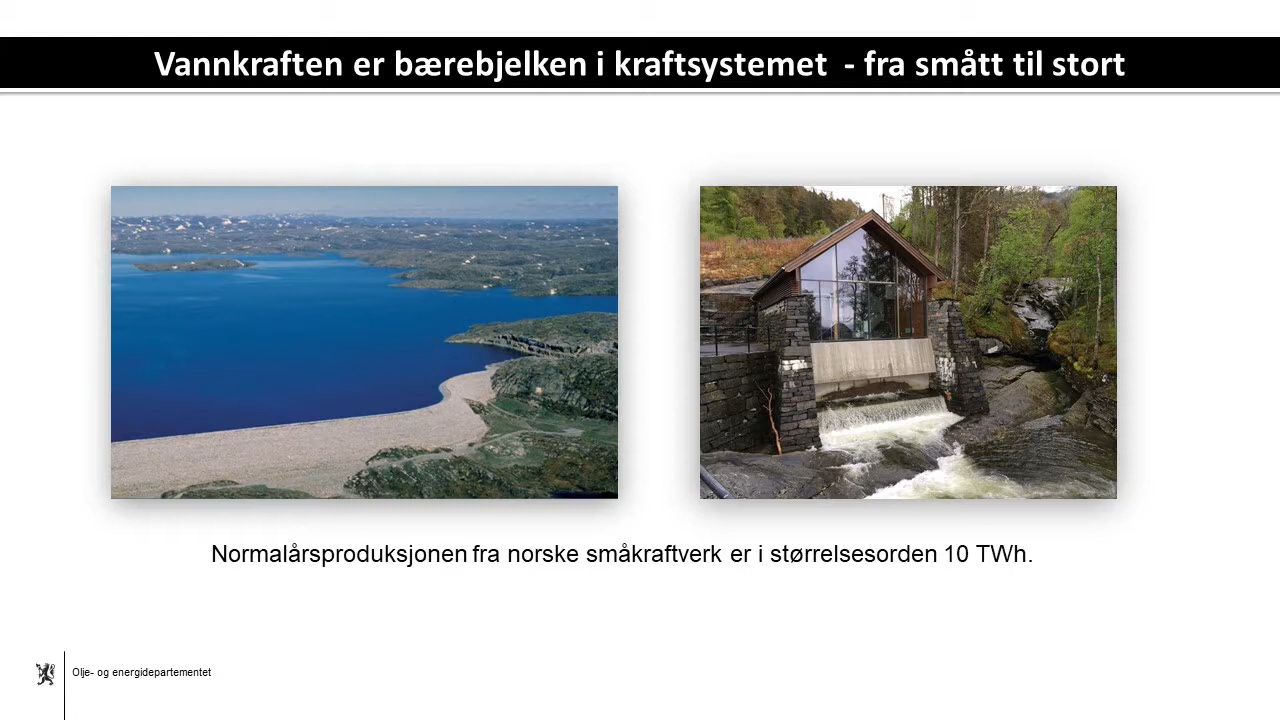 Vannkraften er bærebjelken i kraftsystemet - fra smått til stort
Normalårsproduksjonen fra norske småkraftverk er i størrelsesorden 10 TWh.
Olje- og energidepartementet